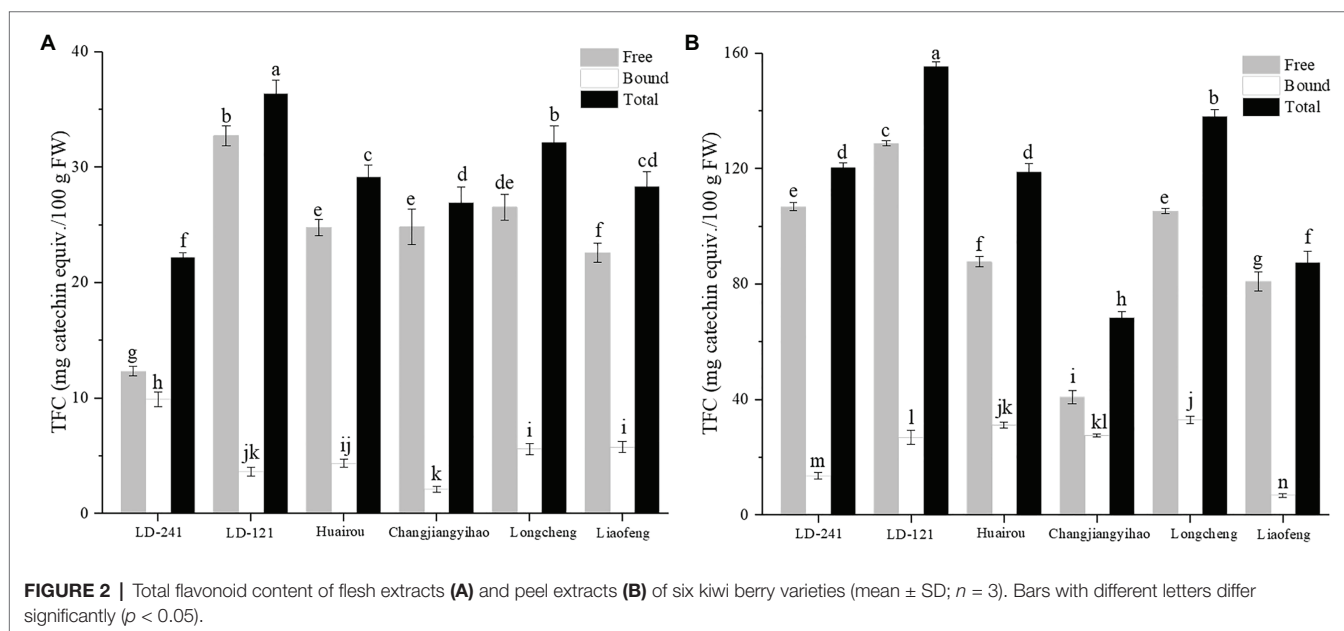 A
B
40
30
20
10
0
TFC (mg catechin equiv./100 g FW)
Free
Bound
Total
g
h
f
b
jk
a
e
ij
c
e
k
d
de
i
b
f
i
cd
LD-241
LD-121
Huairou
Changjiangyihao
Longcheng
Liaofeng
160
120
80
40
0
TFC (mg catechin equiv./100 g FW)
Free
Bound
Total
e
m
d
c
l
a
f
jk
d
i
kl
h
e
j
b
g
n
f
LD-241
LD-121
Huairou
Changjiangyihao
Longcheng
Liaofeng
FIGURE 2 | Total flavonoid content of flesh extracts (A) and peel extracts (B) of six kiwi berry varieties (mean ± SD; n = 3). Bars with different letters differ
significantly (p < 0.05).